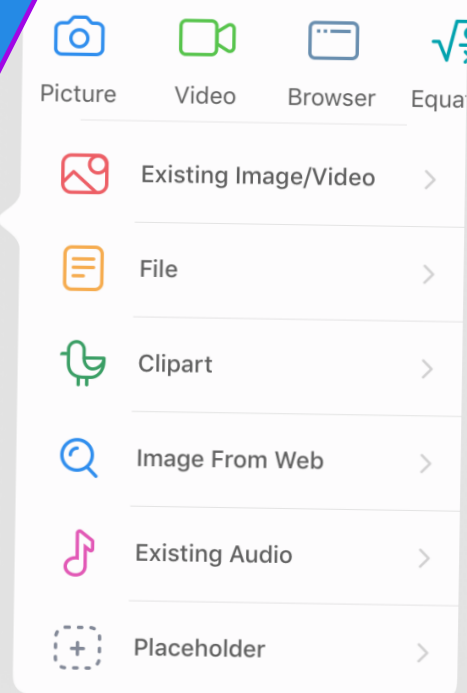 Picture Video Browser
Existing Image/Video
File
Clipart
Image From Web
Existing Audio
Placeholder